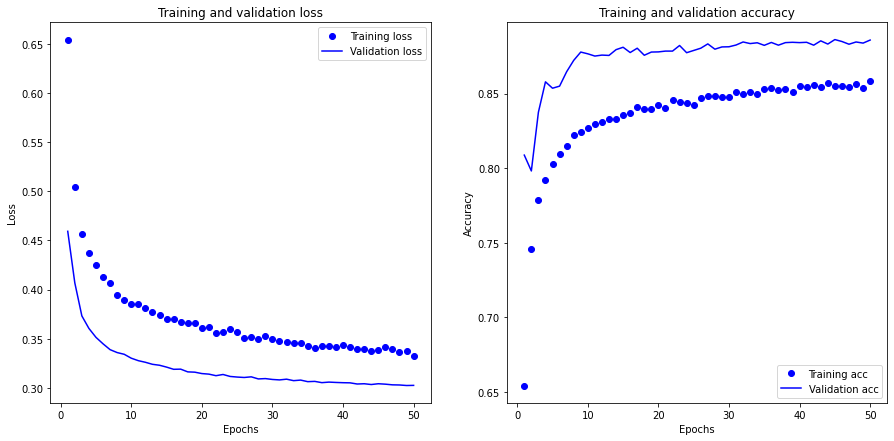 Training and validation loss
Training loss
Validation loss
0.65
0.60
0.55
0.50
0.45
0.40
0.35
0.30
Loss
0
10
20
30
40
50
Epochs
Training and validation accuracy
0.85
0.80
0.75
0.70
0.65
Accuracy
Training acc
Validation acc
0
10
20
30
40
50
Epochs